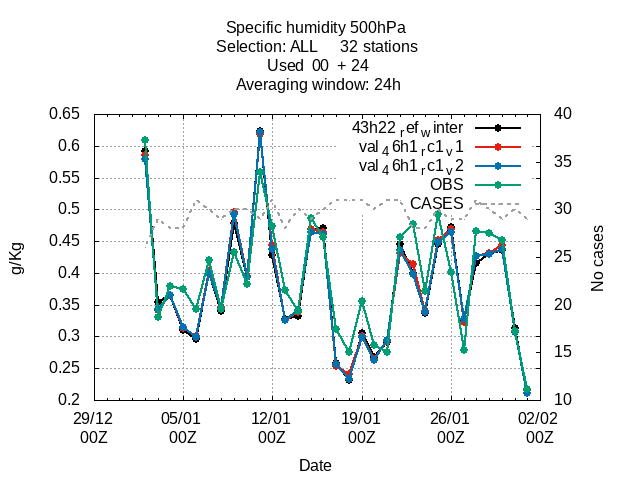 Specific humidity 500hPa
Selection: ALL     32 stations
Used  00  + 24
Averaging window: 24h
0.65
0.6
0.55
0.5
0.45
0.4
0.35
0.3
0.25
0.2
g/Kg
40
35
30
25
20
15
10
No cases
43h22_ref_winter
val_46h1_rc1_v1
val_46h1_rc1_v2
OBS
CASES
29/12 05/01 12/01 19/01 26/01 02/02
00Z 00Z 00Z 00Z 00Z 00Z
Date